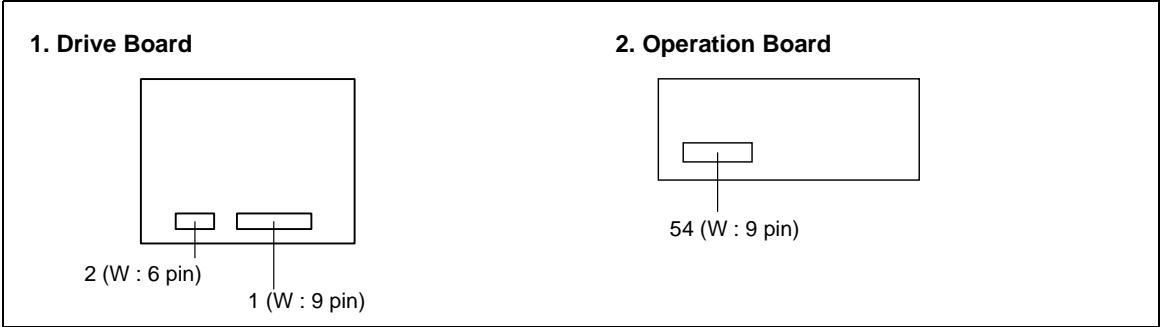 1. Drive Board
2 (W : 6 pin)
1 (W : 9 pin)
2. Operation Board
54 (W : 9 pin)